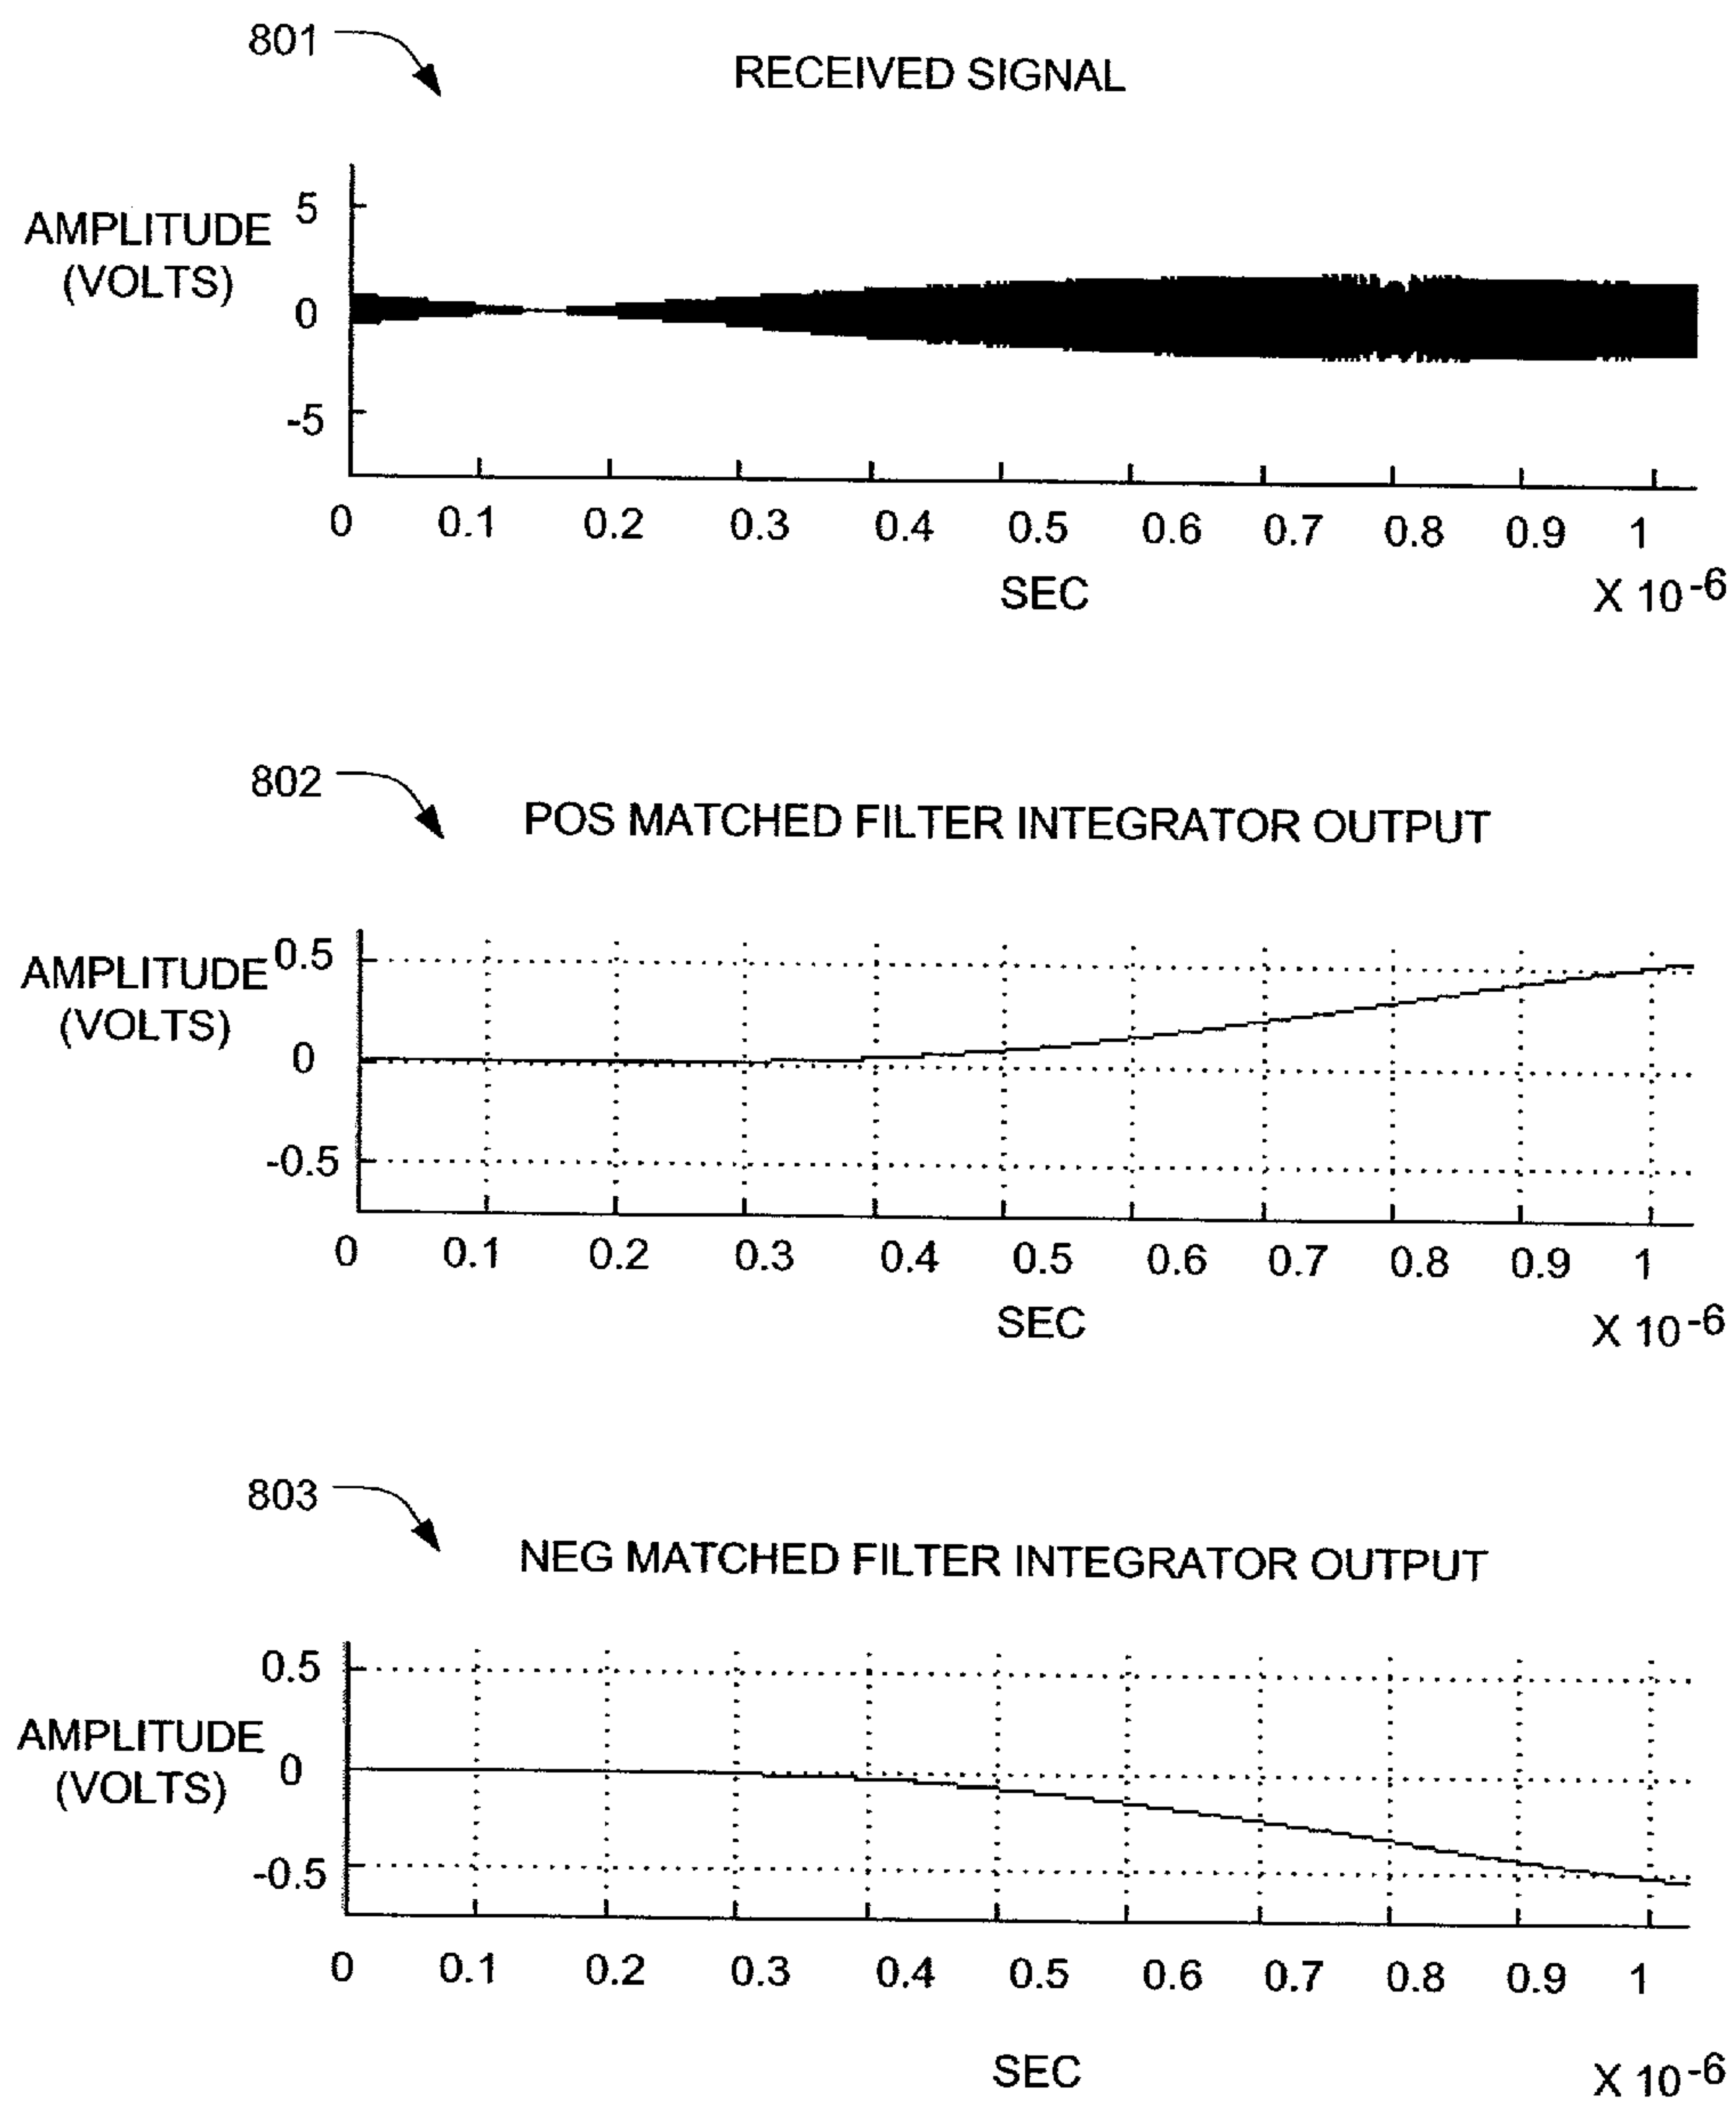 801
RECEIVED SIGNAL
AMPLITUDE
(VOLTS)
5
0
-5
0 0.1 0.2 0.3 0.4 0.5 0.6 0.7 0.8 0.9 1
SEC
X 10-6
802
POS MATCHED FILTER INTEGRATOR OUTPUT
AMPLITUDE
(VOLTS)
0.5
0
-0.5
0 0.1 0.2 0.3 0.4 0.5 0.6 0.7 0.8 0.9 1
SEC
X 10-6
803
NEG MATCHED FILTER INTEGRATOR OUTPUT
AMPLITUDE
(VOLTS)
0.5
0
-0.5
0 0.1 0.2 0.3 0.4 0.5 0.6 0.7 0.8 0.9 1
SEC
X 10-6